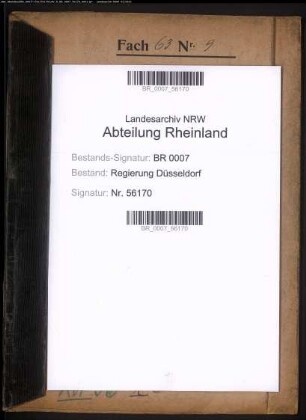 Fach 63 Nr. 9
BR_0007_56170
Landesarchiv NRW
Abteilung Rheinland
Bestands-Signatur: BR 0007
Bestand: Regierung Düsseldorf
Signatur: Nr. 56170
BR_0007_56170